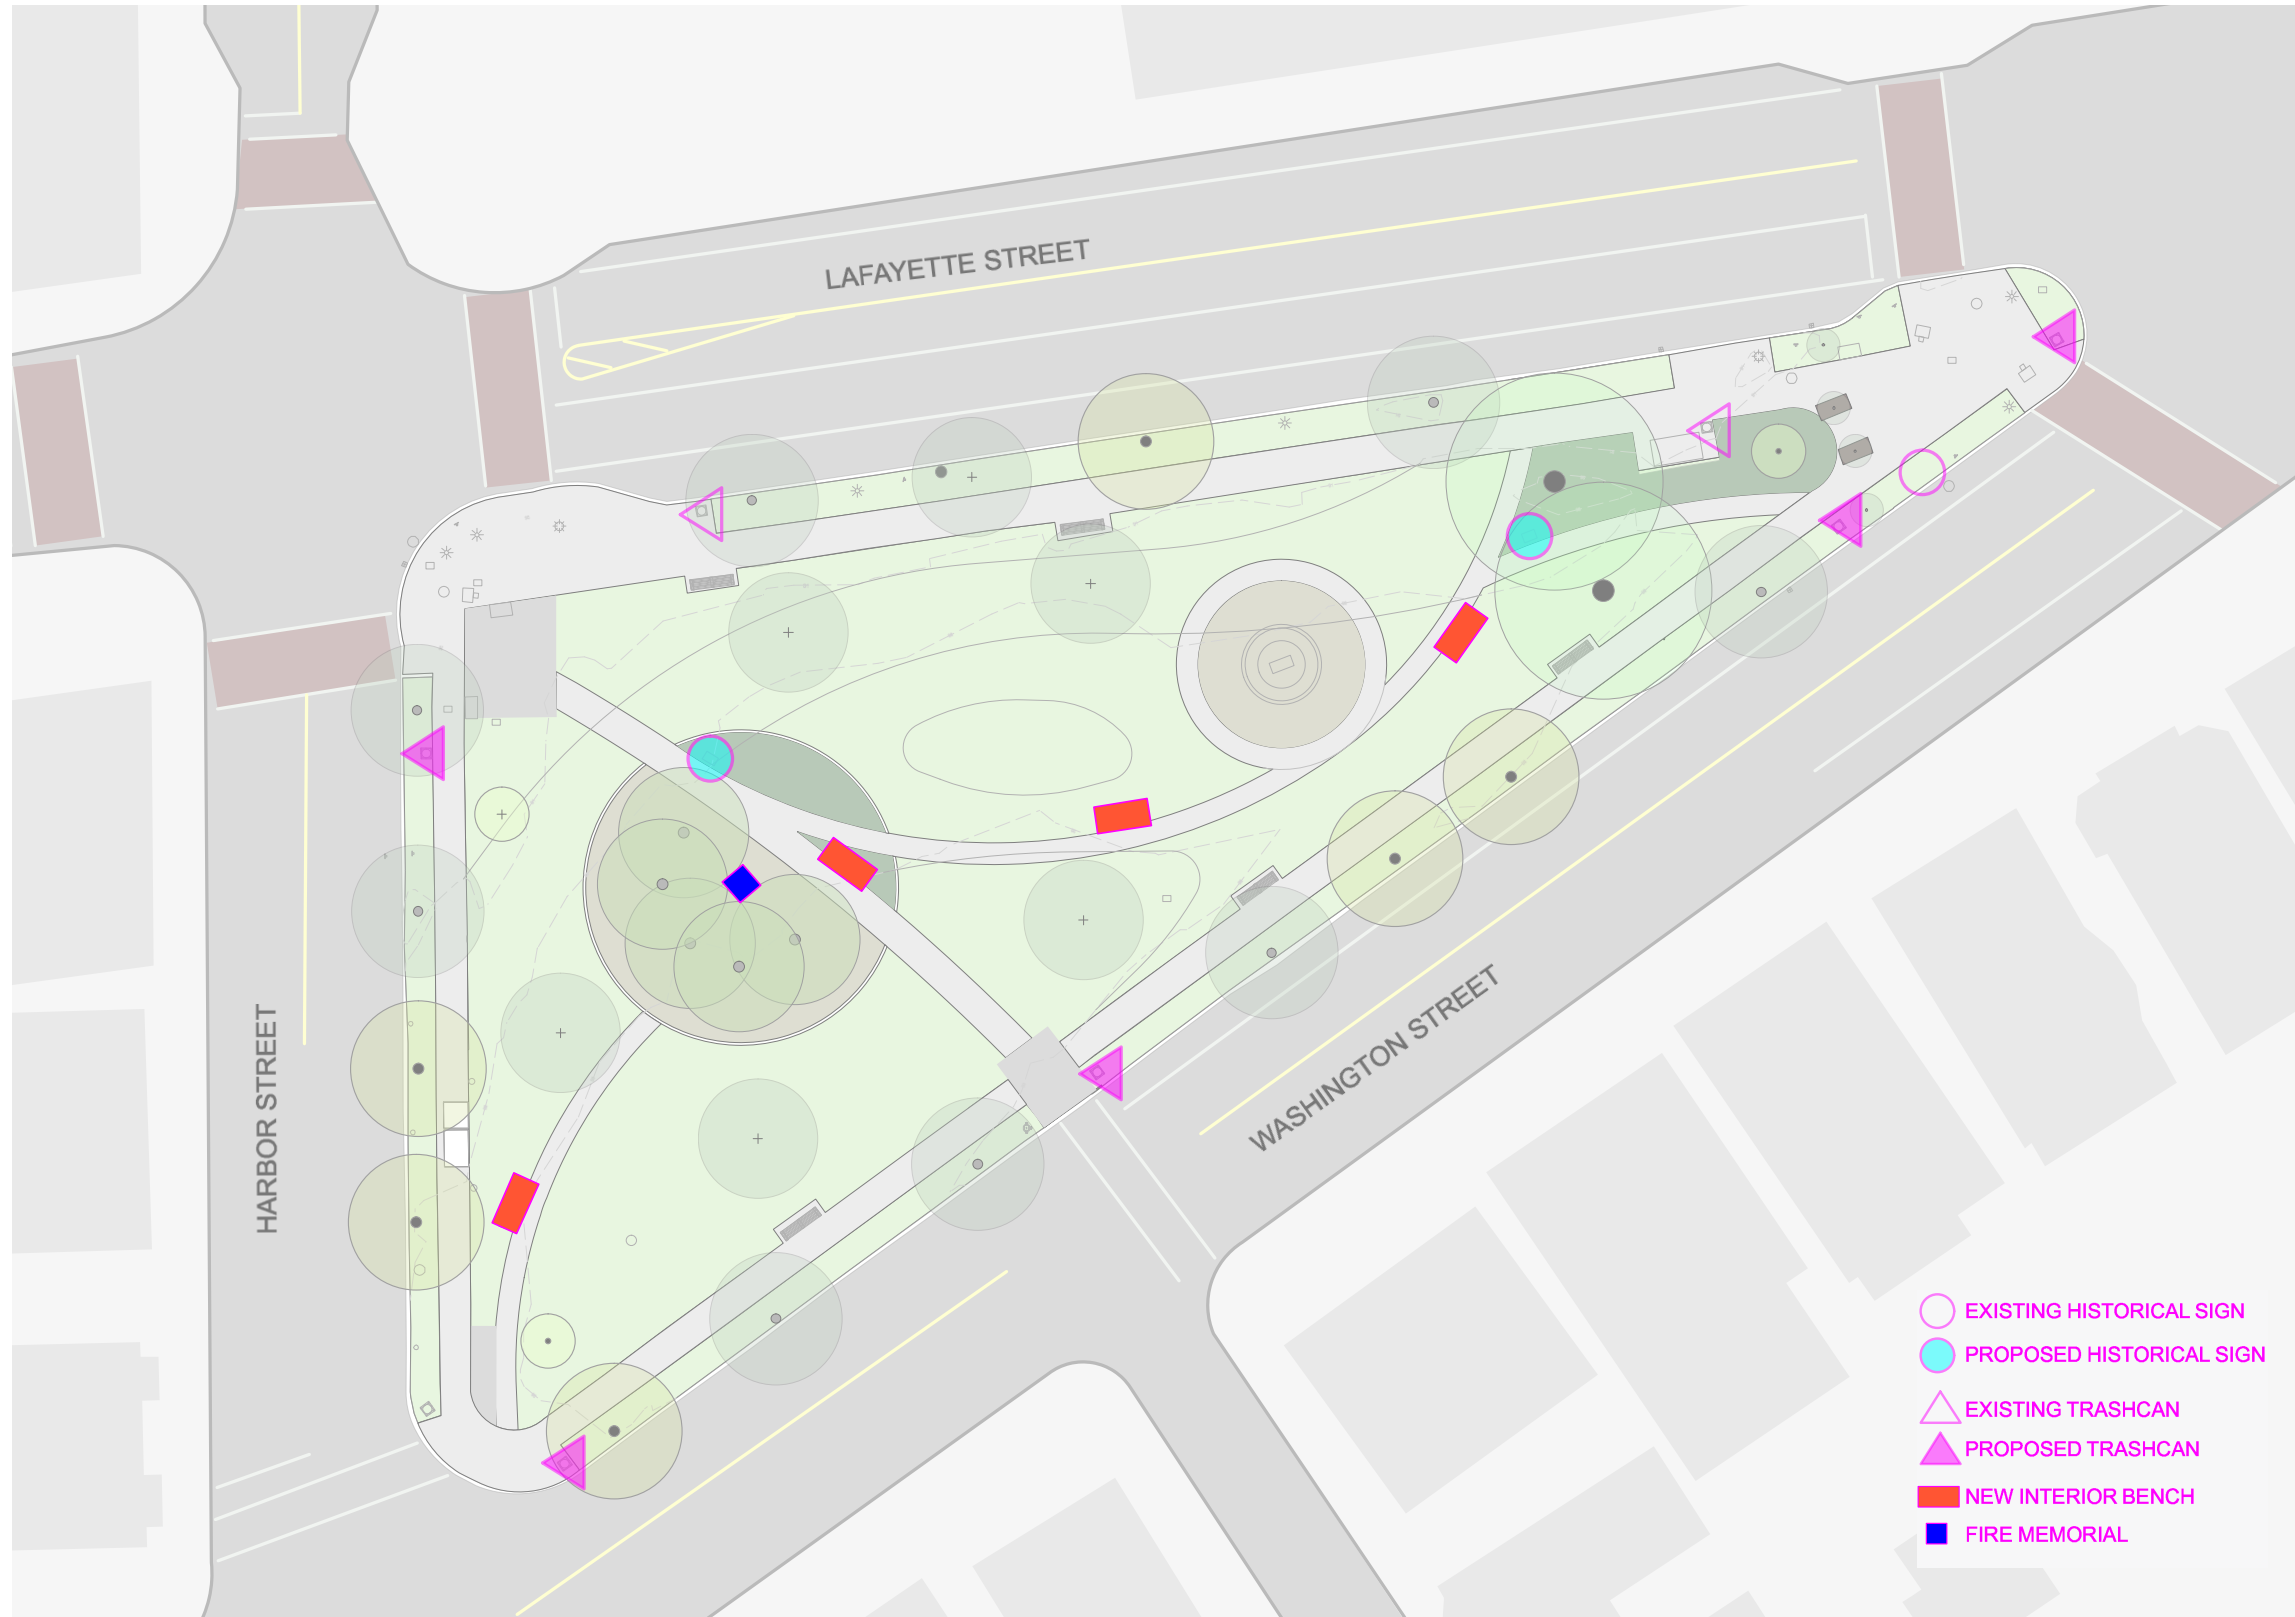 LAFAYETTE STREET
HARBOR STREET
WASHINGTON STREET
EXISTING HISTORICAL SIGN
PROPOSED HISTORICAL SIGN
EXISTING TRASHCAN
PROPOSED TRASHCAN
NEW INTERIOR BENCH
FIRE MEMORIAL